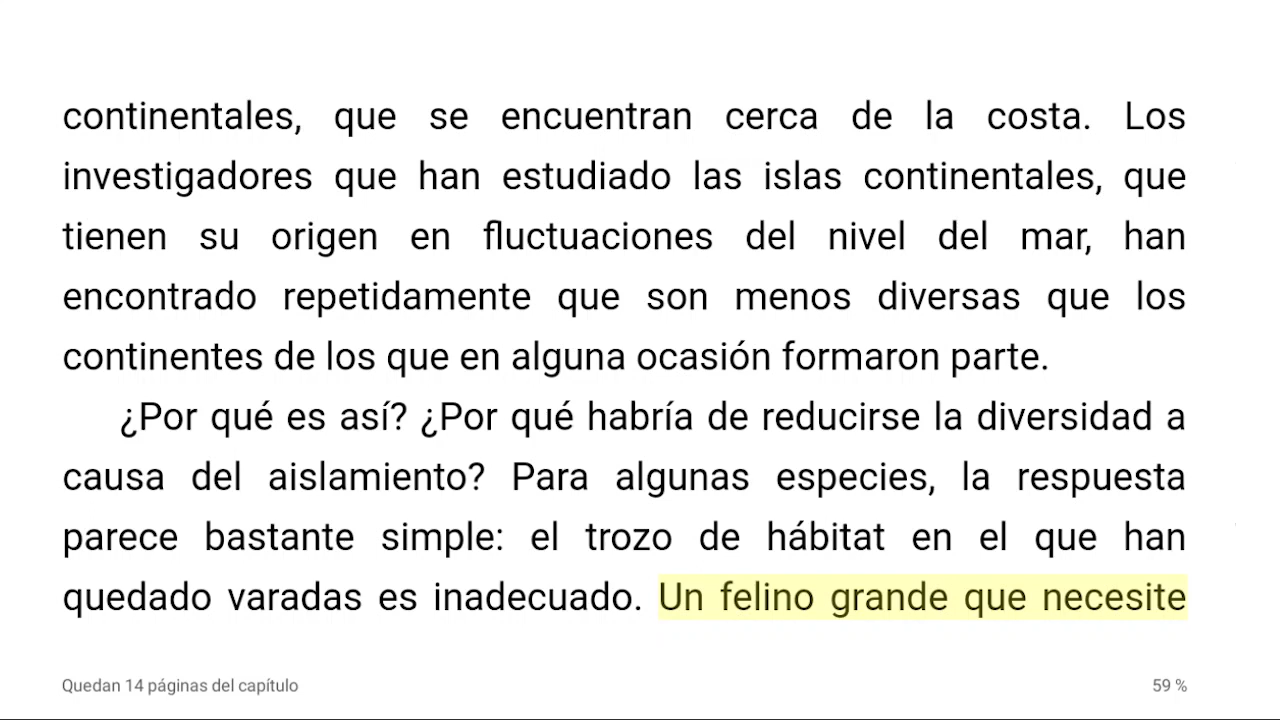 continentales, que se encuentran cerca de la costa. Los
investigadores que han estudiado las islas continentales, que
tienen su origen en fluctuaciones del nivel del mar, han
encontrado repetidamente que son menos diversas que los
continentes de los que en alguna ocasión formaron parte.
¿Por qué es así? ¿Por qué habría de reducirse la diversidad a
causa del aislamiento? Para algunas especies, la respuesta
parece bastante simple: el trozo de hábitat en el que han
quedado varadas es inadecuado. Un felino grande que necesite
Quedan 14 páginas del capítulo 59 %